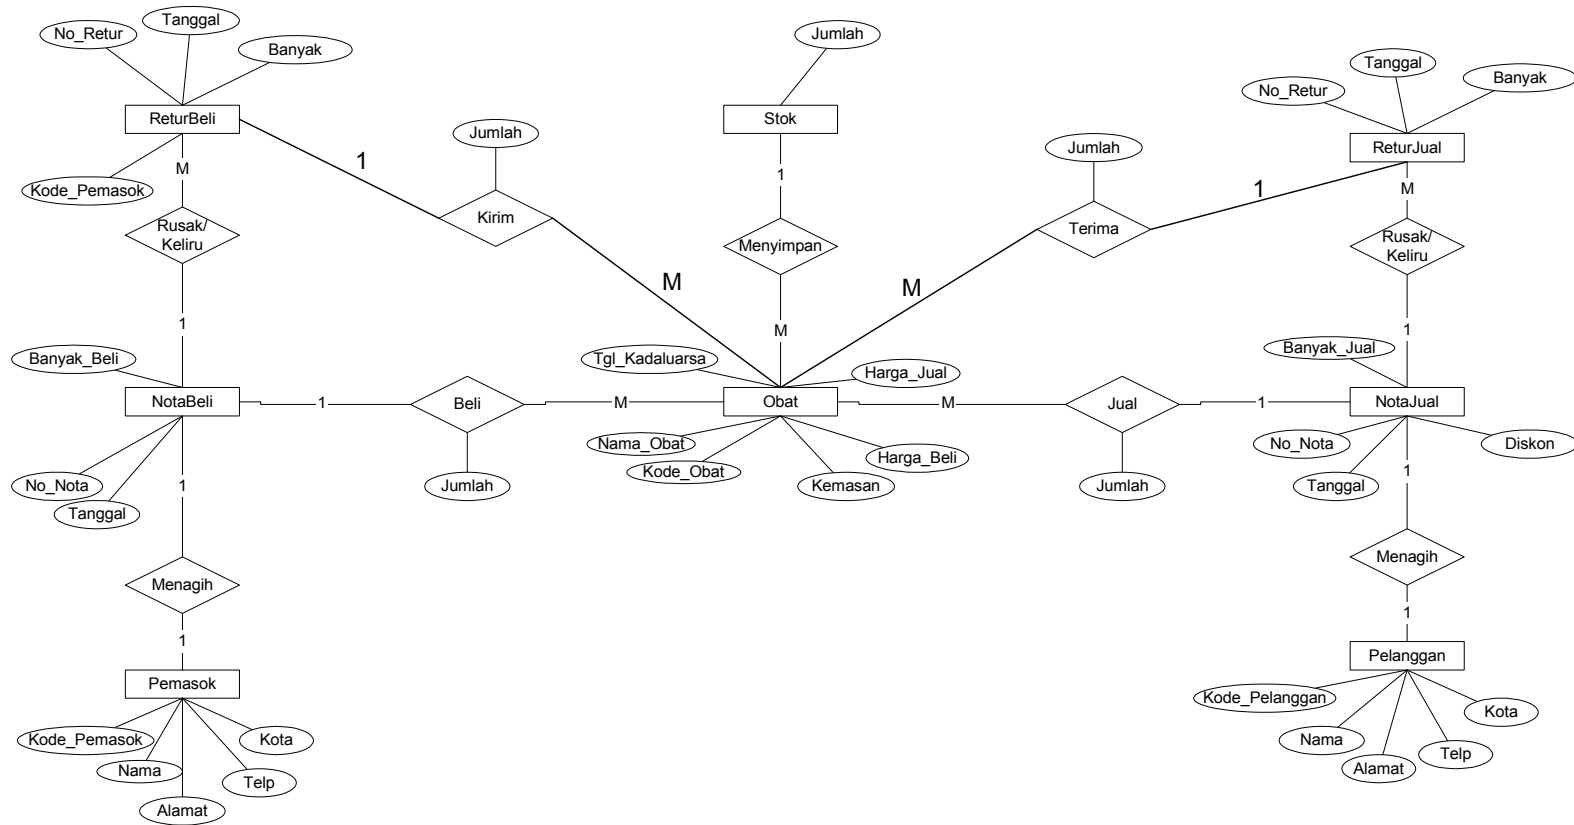 Tanggal
No_Retur
Banyak
Jumlah
Tanggal
No_Retur
Banyak
ReturBeli
Stok
ReturJual
Jumlah
Jumlah
1
M
1
1
M
Kode_Pemasok
Kirim
Terima
Rusak/
Keliru
Menyimpan
Rusak/
Keliru
M
M
1
M
1
Banyak_Beli
Tgl_Kadaluarsa
Harga_Jual
Banyak_Jual
NotaBeli
1
Beli
M
Obat
M
Jual
1
NotaJual
Nama_Obat
Kode_Obat
Harga_Beli
Kemasan
No_Nota
Diskon
No_Nota
Tanggal
1
Jumlah
Jumlah
Tanggal
1
Menagih
Menagih
1
1
Pemasok
Pelanggan
Kode_Pemasok
Nama
Alamat
Telp
Kota
Kode_Pelanggan
Nama
Alamat
Telp
Kota